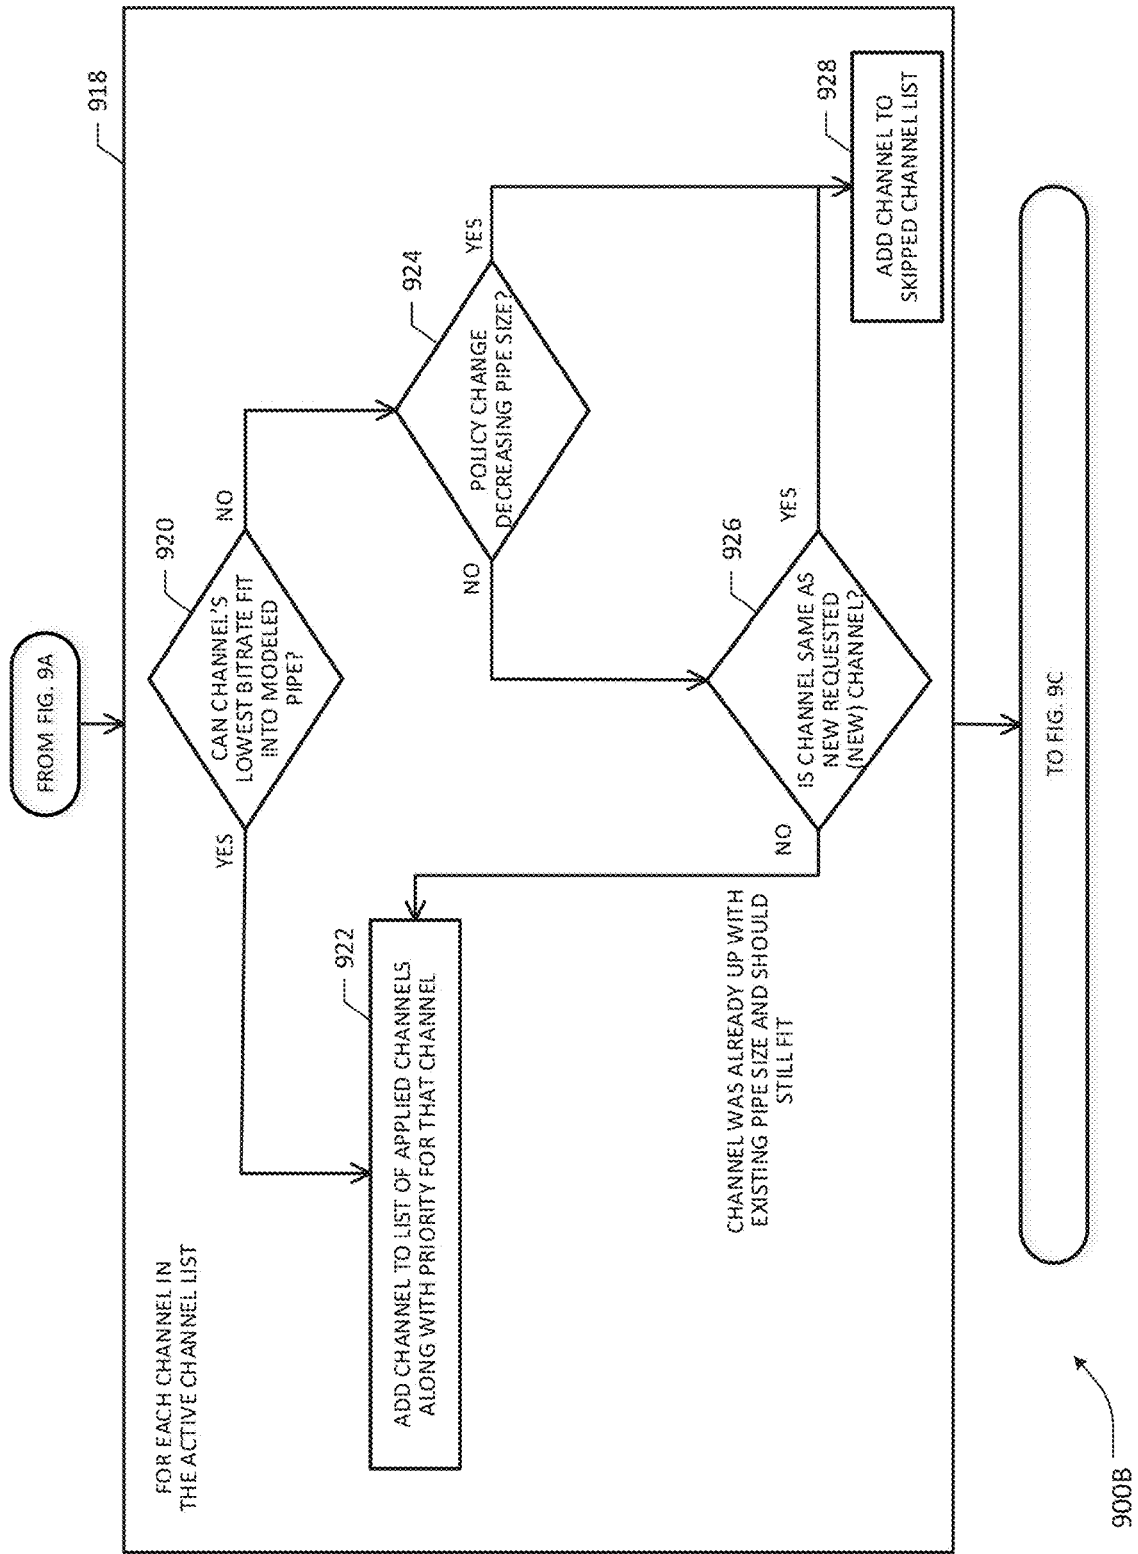 FROM FIG. 9A
918
FOR EACH CHANNEL IN
THE ACTIVE CHANNEL LIST
920
CAN CHANNEL'S
LOWEST BITRATE FIT
INTO MODELED
PIPE?
YES
NO
922
ADD CHANNEL TO LIST OF APPLIED CHANNELS
ALONG WITH PRIORITY FOR THAT CHANNEL
924
POLICY CHANGE
DECREASING PIPE SIZE?
NO
YES
926
IS CHANNEL SAME AS
NEW REQUESTED
(NEW) CHANNEL?
NO
YES
CHANNEL WAS ALREADY UP WITH
EXISTING PIPE SIZE AND SHOULD
STILL FIT
928
ADD CHANNEL TO
SKIPPED CHANNEL LIST
TO FIG. 9C
900B